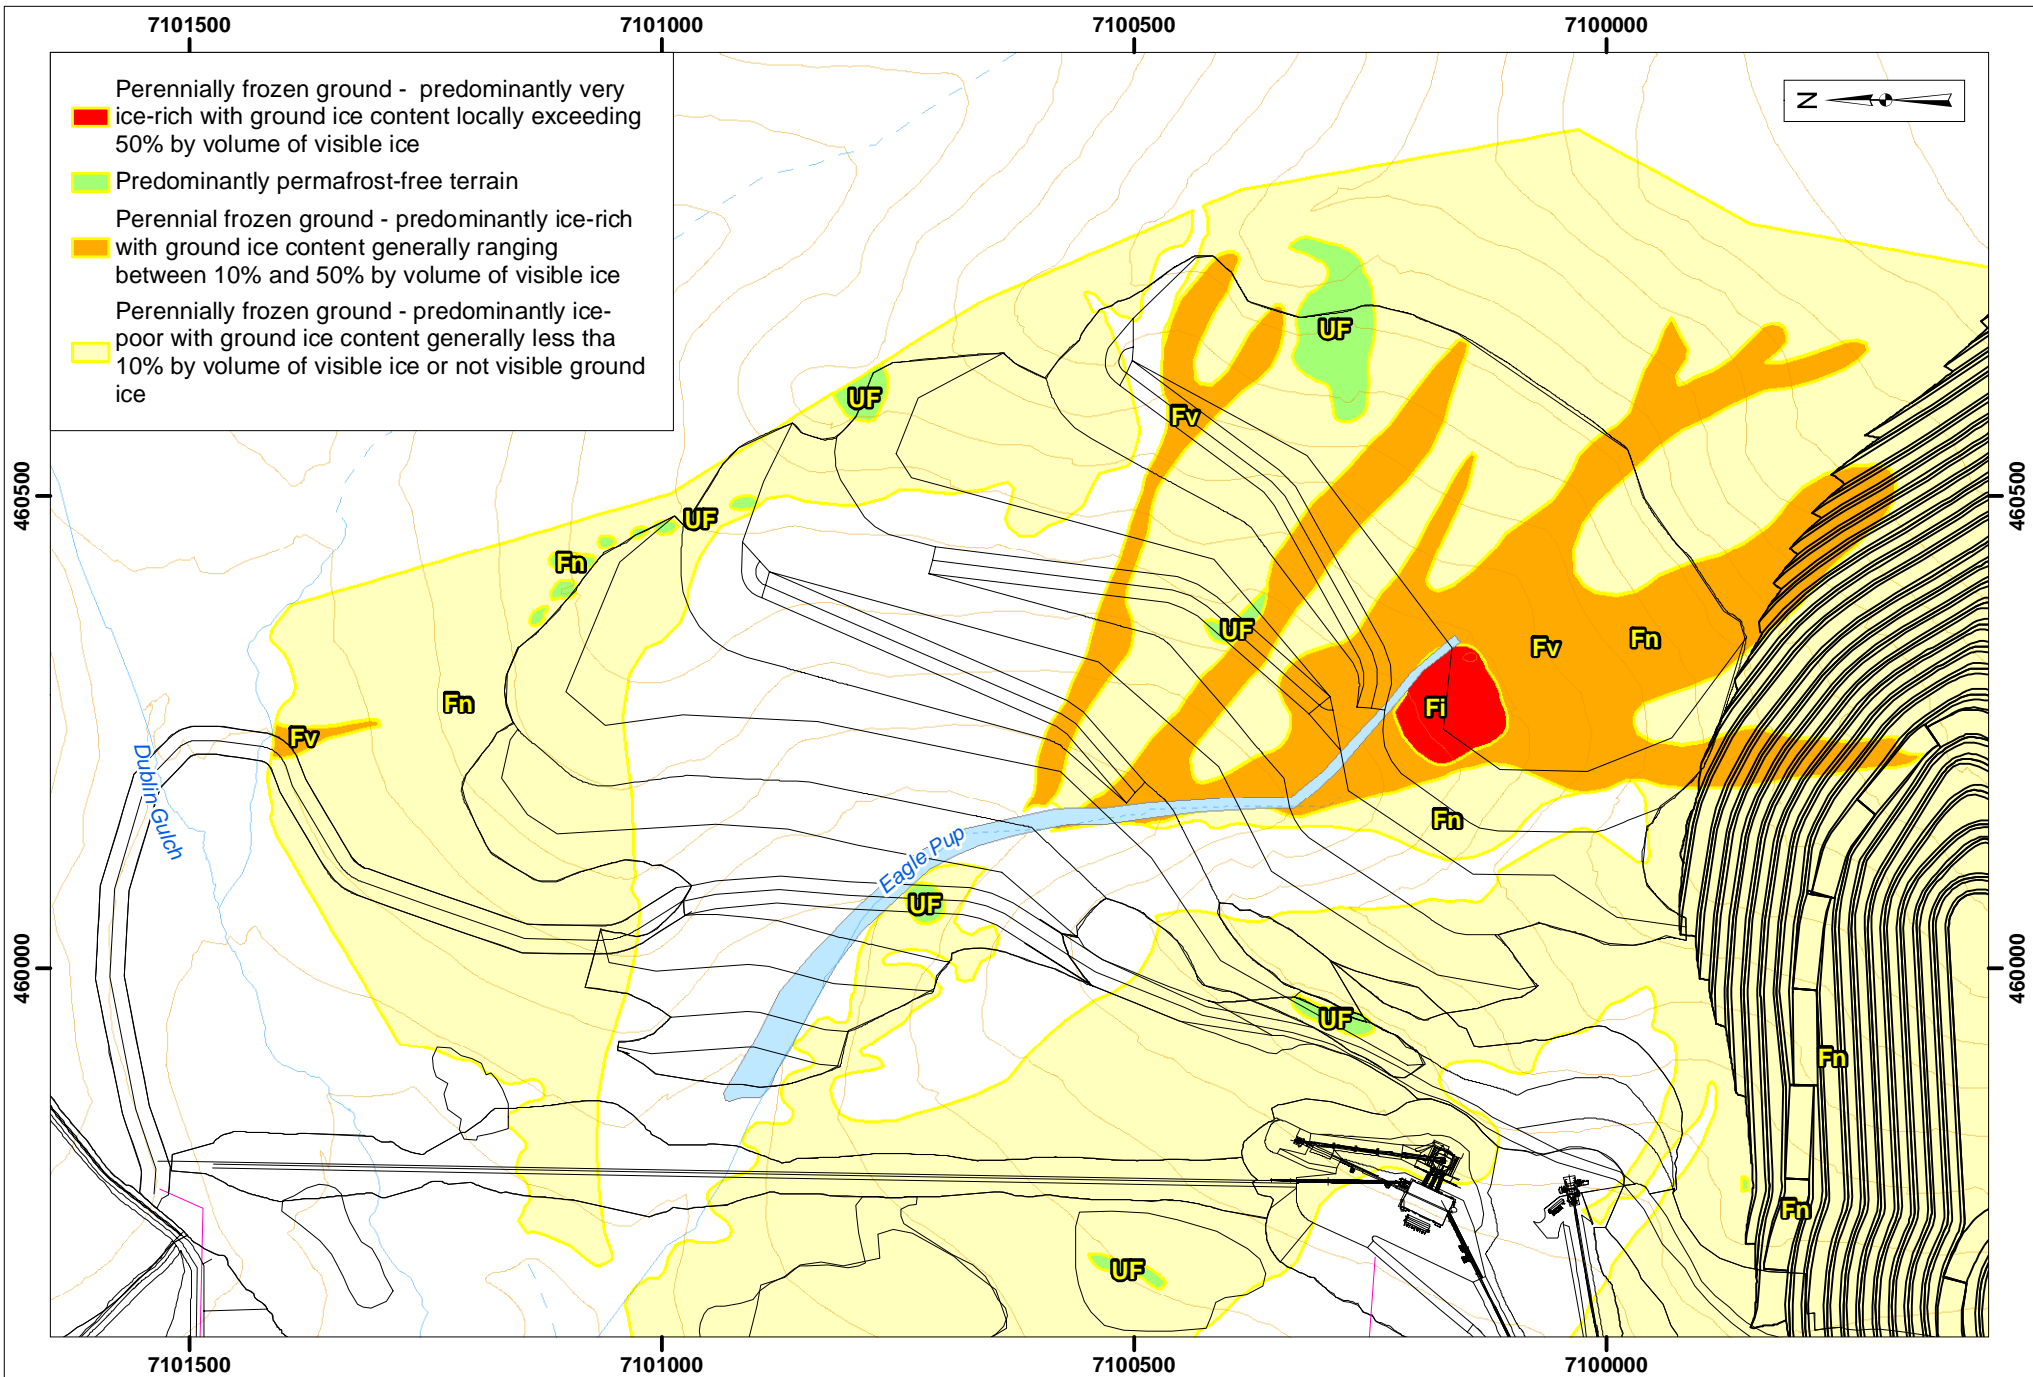 7101500
7101000
7100500
7100000
Perennially frozen ground - predominantly very
ice-rich with ground ice content locally exceeding
50% by volume of visible ice
Predominantly permafrost-free terrain
Perennial frozen ground - predominantly ice-rich
with ground ice content generally ranging
between 10% and 50% by volume of visible ice
Perennially frozen ground - predominantly ice-
poor with ground ice content generally less tha
10% by volume of visible ice or not visible ground
ice
N
UF
UF
Fv
460500
460500
UF
Fn
UF
Fv
Fn
Fn
Fi
Fv
Dublin Gulch
Fn
Eagle Pup
UF
460000
460000
UF
Fn
Fn
UF
7101500
7101000
7100500
7100000